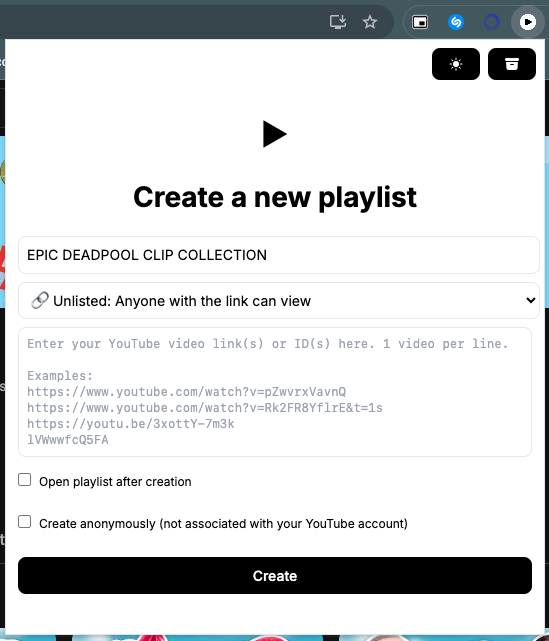 Create a new playlist
EPIC DEADPOOL CLIP COLLECTION
🔗 Unlisted: Anyone with the link can view
Enter your YouTube video link(s) or ID(s) here. 1 video per line.
Examples:
https://www.youtube.com/watch?v=pZwvrxVavnQ
https://www.youtube.com/watch?v=Rk2FR8YflrE&t=1s
https://youtu.be/3xottY-7m3k
lVWwwfcQ5FA
Open playlist after creation
Create anonymously (not associated with your YouTube account)
Create